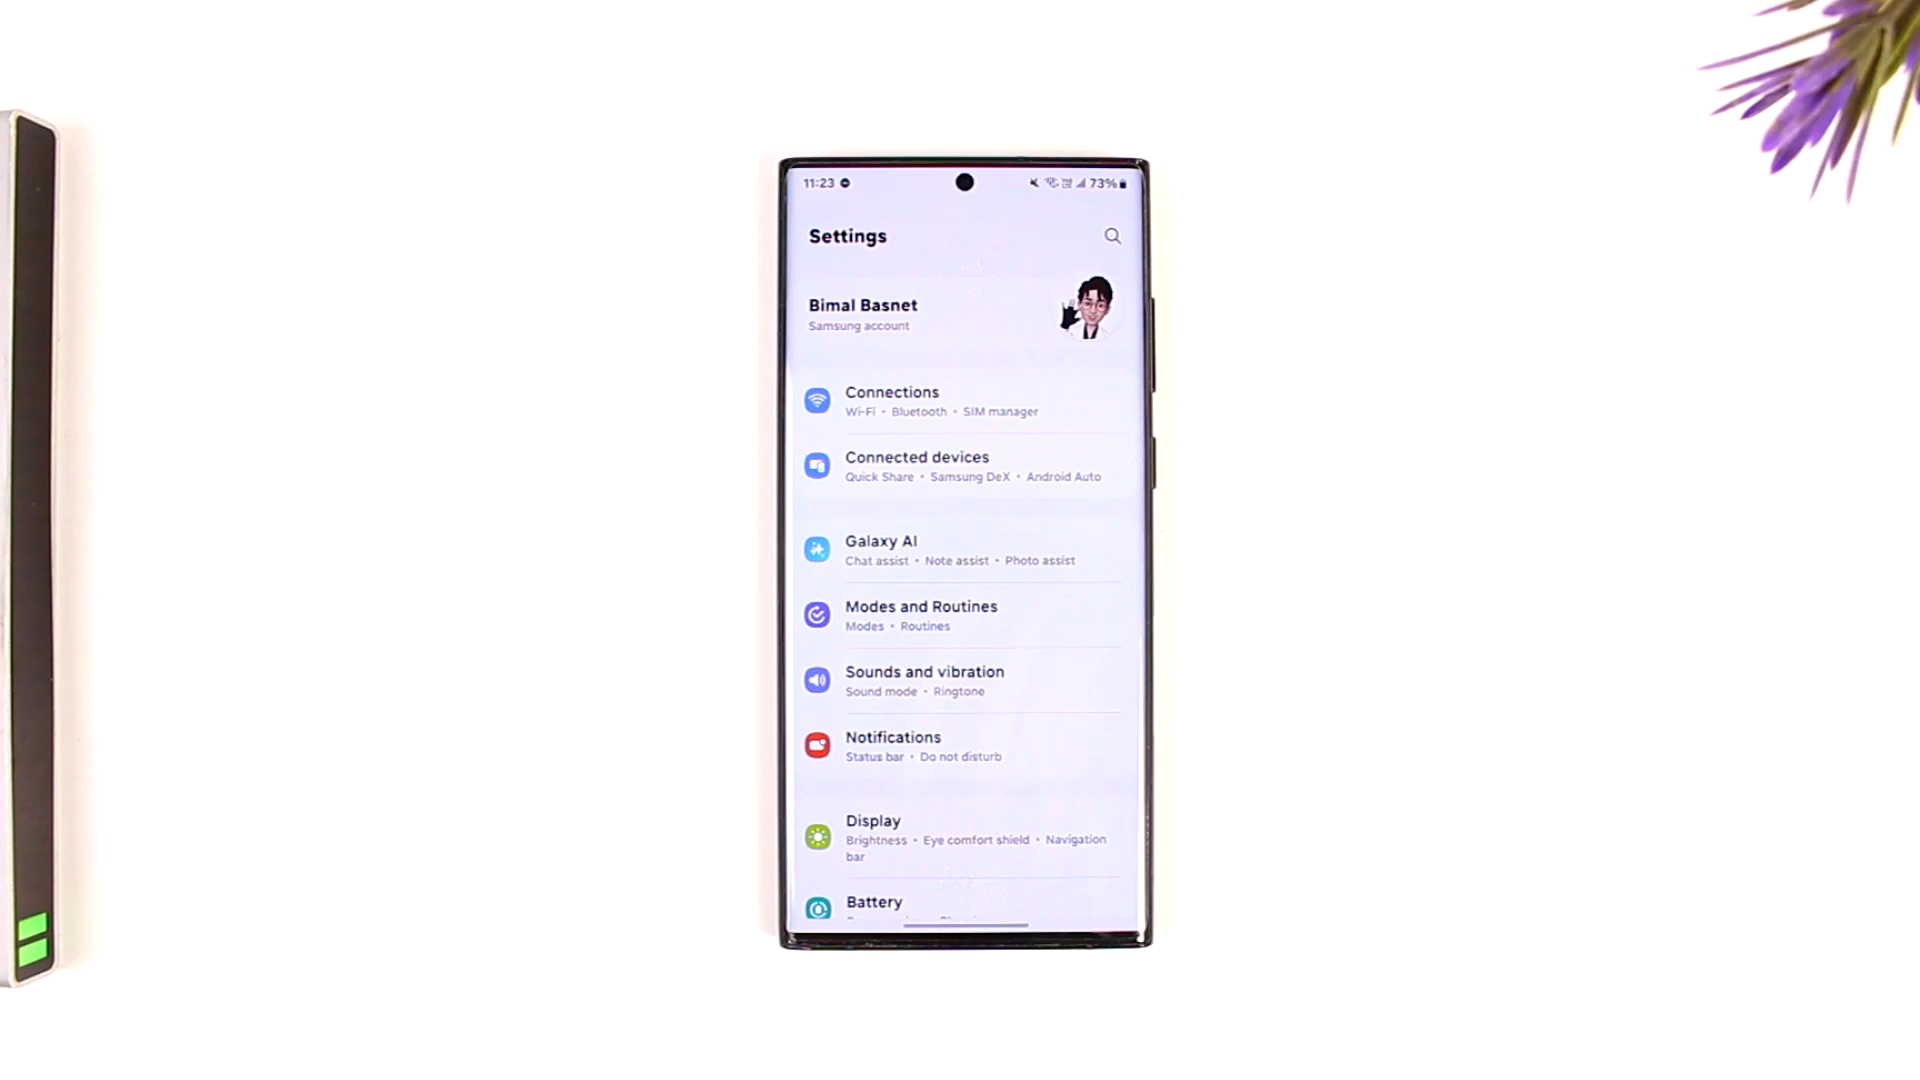 11:23 73%
Settings
Bimal Basnet
Samsung account
Connections
Wi-Fi • Bluetooth • SIM manager
Connected devices
Quick Share • Samsung DeX • Android Auto
Galaxy AI
Chat assist • Note assist • Photo assist
Modes and Routines
Modes • Routines
Sounds and vibration
Sound mode • Ringtone
Notifications
Status bar • Do not disturb
Display
Brightness • Eye comfort shield • Navigation
bar
Battery